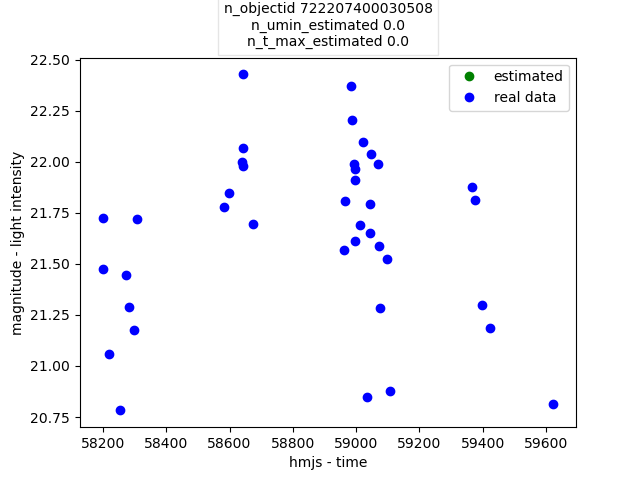 n_objectid 722207400030508
n_umin_estimated 0.0
n_t_max_estimated 0.0
22.50
22.25
22.00
21.75
21.50
21.25
21.00
20.75
magnitude - light intensity
estimated
real data
58200 58400 58600 58800 59000 59200 59400 59600
hmjs - time